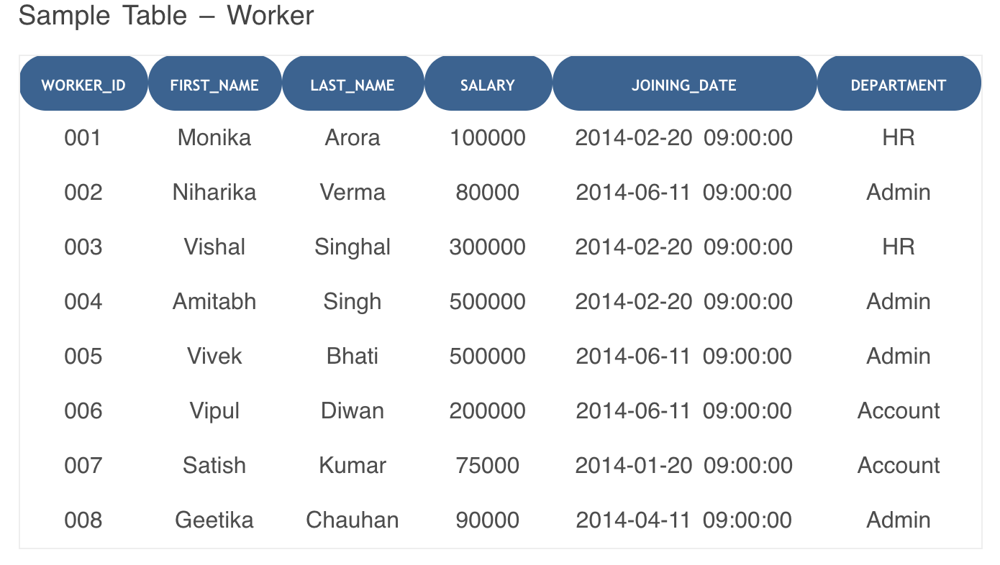 Sample Table – Worker
WORKER_ID FIRST_NAME LAST_NAME SALARY JOINING_DATE DEPARTMENT
001 Monika Arora 100000 2014-02-20 09:00:00 HR
002 Niharika Verma 80000 2014-06-11 09:00:00 Admin
003 Vishal Singhal 300000 2014-02-20 09:00:00 HR
004 Amitabh Singh 500000 2014-02-20 09:00:00 Admin
005 Vivek Bhati 500000 2014-06-11 09:00:00 Admin
006 Vipul Diwan 200000 2014-06-11 09:00:00 Account
007 Satish Kumar 75000 2014-01-20 09:00:00 Account
008 Geetika Chauhan 90000 2014-04-11 09:00:00 Admin